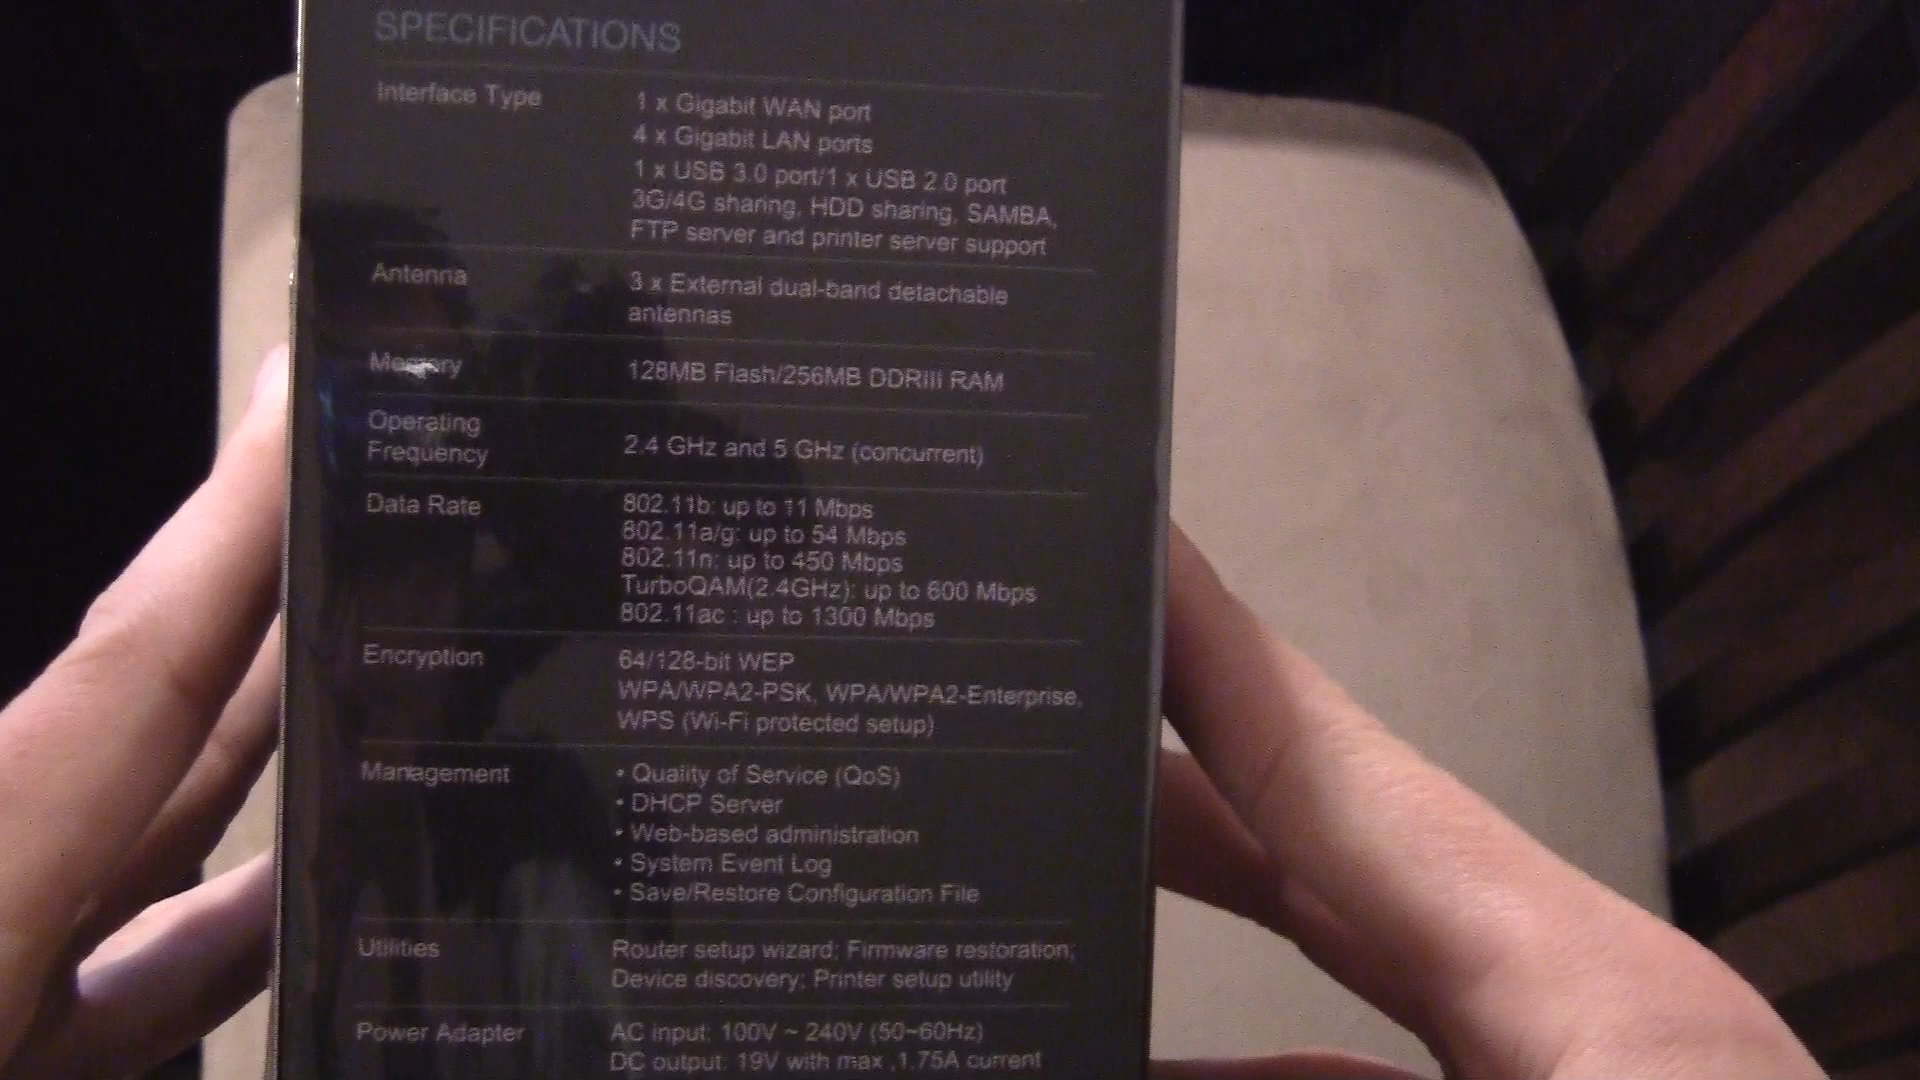 SPECIFICATIONS
Interface Type
1 x Gigabit WAN port
4 x Gigabit LAN ports
1 x USB 3.0 port/1 x USB 2.0 port
3G/4G sharing, HDD sharing, SAMBA,
FTP server and printer server support
Antenna
3 x External dual-band detachable
antennas
Memory
128MB Flash/256MB DDRIII RAM
Operating
Frequency
2.4 GHz and 5 GHz (concurrent)
Data Rate
802.11b: up to 11 Mbps
802.11a/g: up to 54 Mbps
802.11n: up to 450 Mbps
TurboQAM(2.4GHz): up to 600 Mbps
802.11ac : up to 1300 Mbps
Encryption
64/128-bit WEP
WPA/WPA2-PSK, WPA/WPA2-Enterprise,
WPS (Wi-Fi protected setup)
Management
• Quality of Service (QoS)
• DHCP Server
• Web-based administration
• System Event Log
• Save/Restore Configuration File
Utilities
Router setup wizard; Firmware restoration;
Device discovery; Printer setup utility
Power Adapter
AC input: 100V ~ 240V (50~60Hz)
DC output: 19V with max .1.75A current